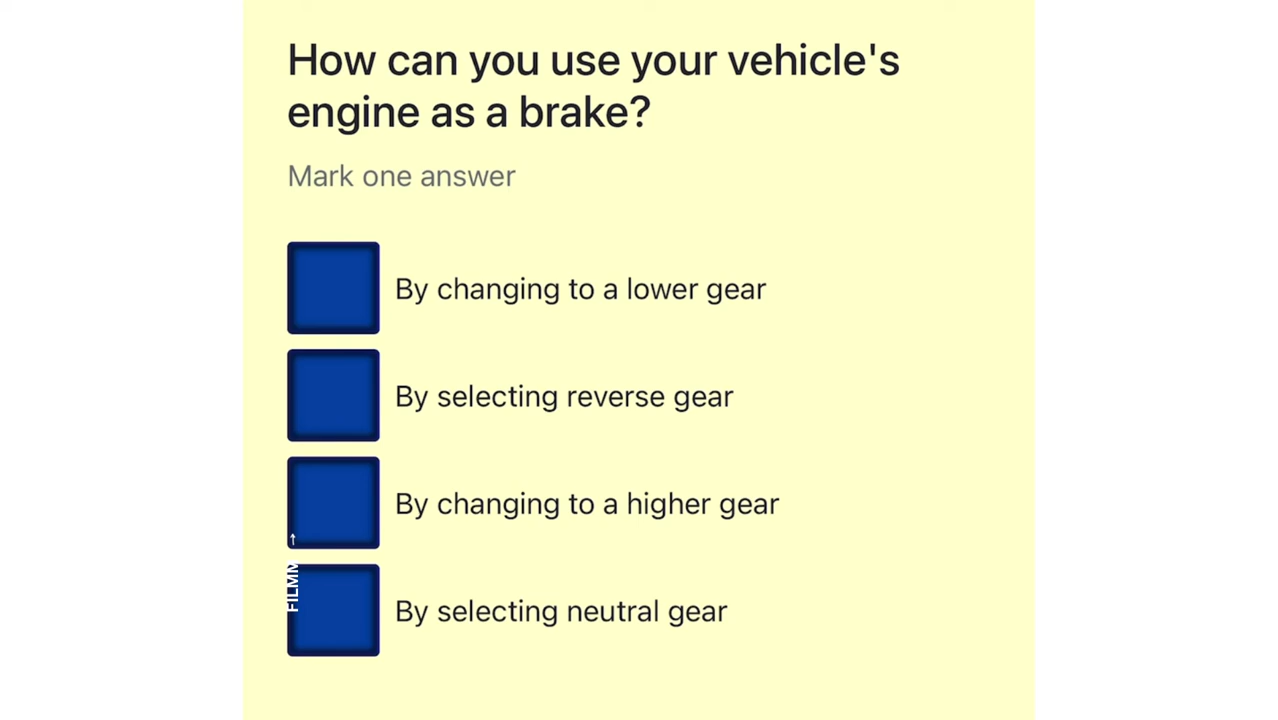 How can you use your vehicle's
engine as a brake?
Mark one answer
By changing to a lower gear
By selecting reverse gear
By changing to a higher gear
By selecting neutral gear